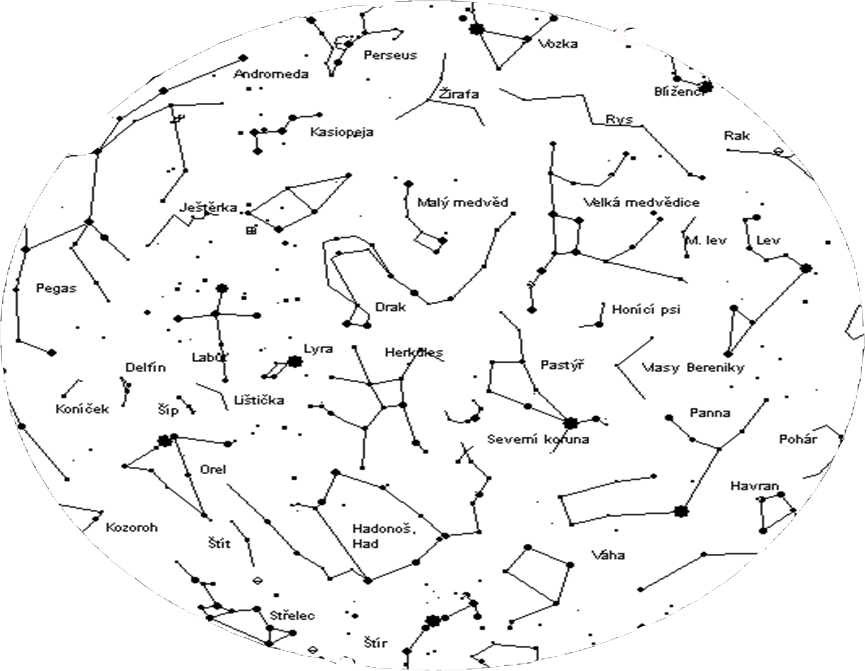 Vozka
Perseus
Andromeda
Žirafa
Blíženci
Rys
Kasiopeja
Rak
Ještěrka
Malý medvěd
Velká medvědice
M. lev
Lev
Pegas
Drak
Honící psi
Labuť
Lyra
Herkules
Pastýř
Vlasy Bereniky
Delfín
Koníček
Šíp
Lištička
Panna
Severní koruna
Pohár
Orel
Havran
Kozoroh
Štít
Hadonoš,
Had
Váha
Střelec
Štír